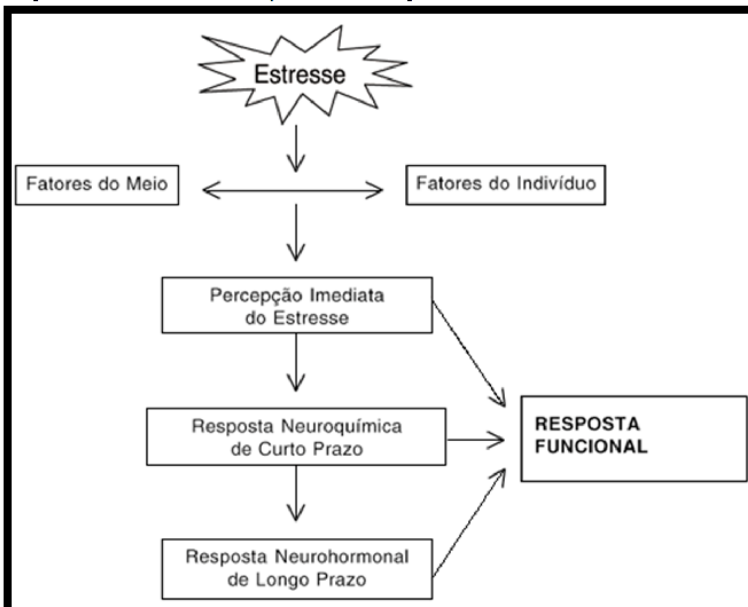 Estresse
Fatores do Meio
Fatores do Indivíduo
Percepção Imediata
do Estresse
Resposta Neuroquímica
de Curto Prazo
RESPOSTA
FUNCIONAL
Resposta Neurohormonal
de Longo Prazo